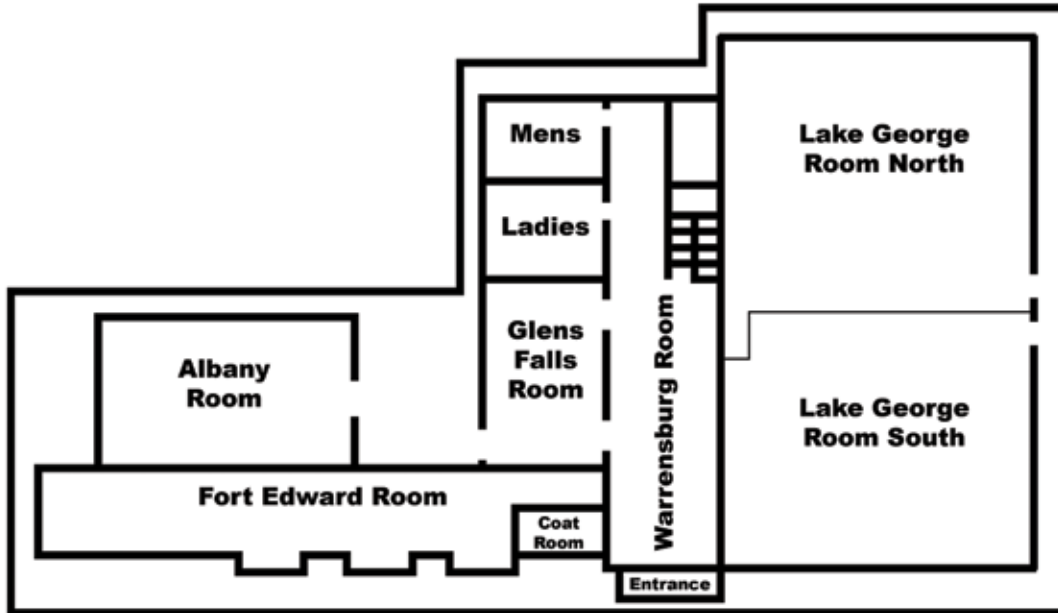 Mens
Lake George
Room North
Ladies
Glens
Falls
Room
Warrensburg Room
Albany
Room
Lake George
Room South
Fort Edward Room
Coat
Room
Entrance